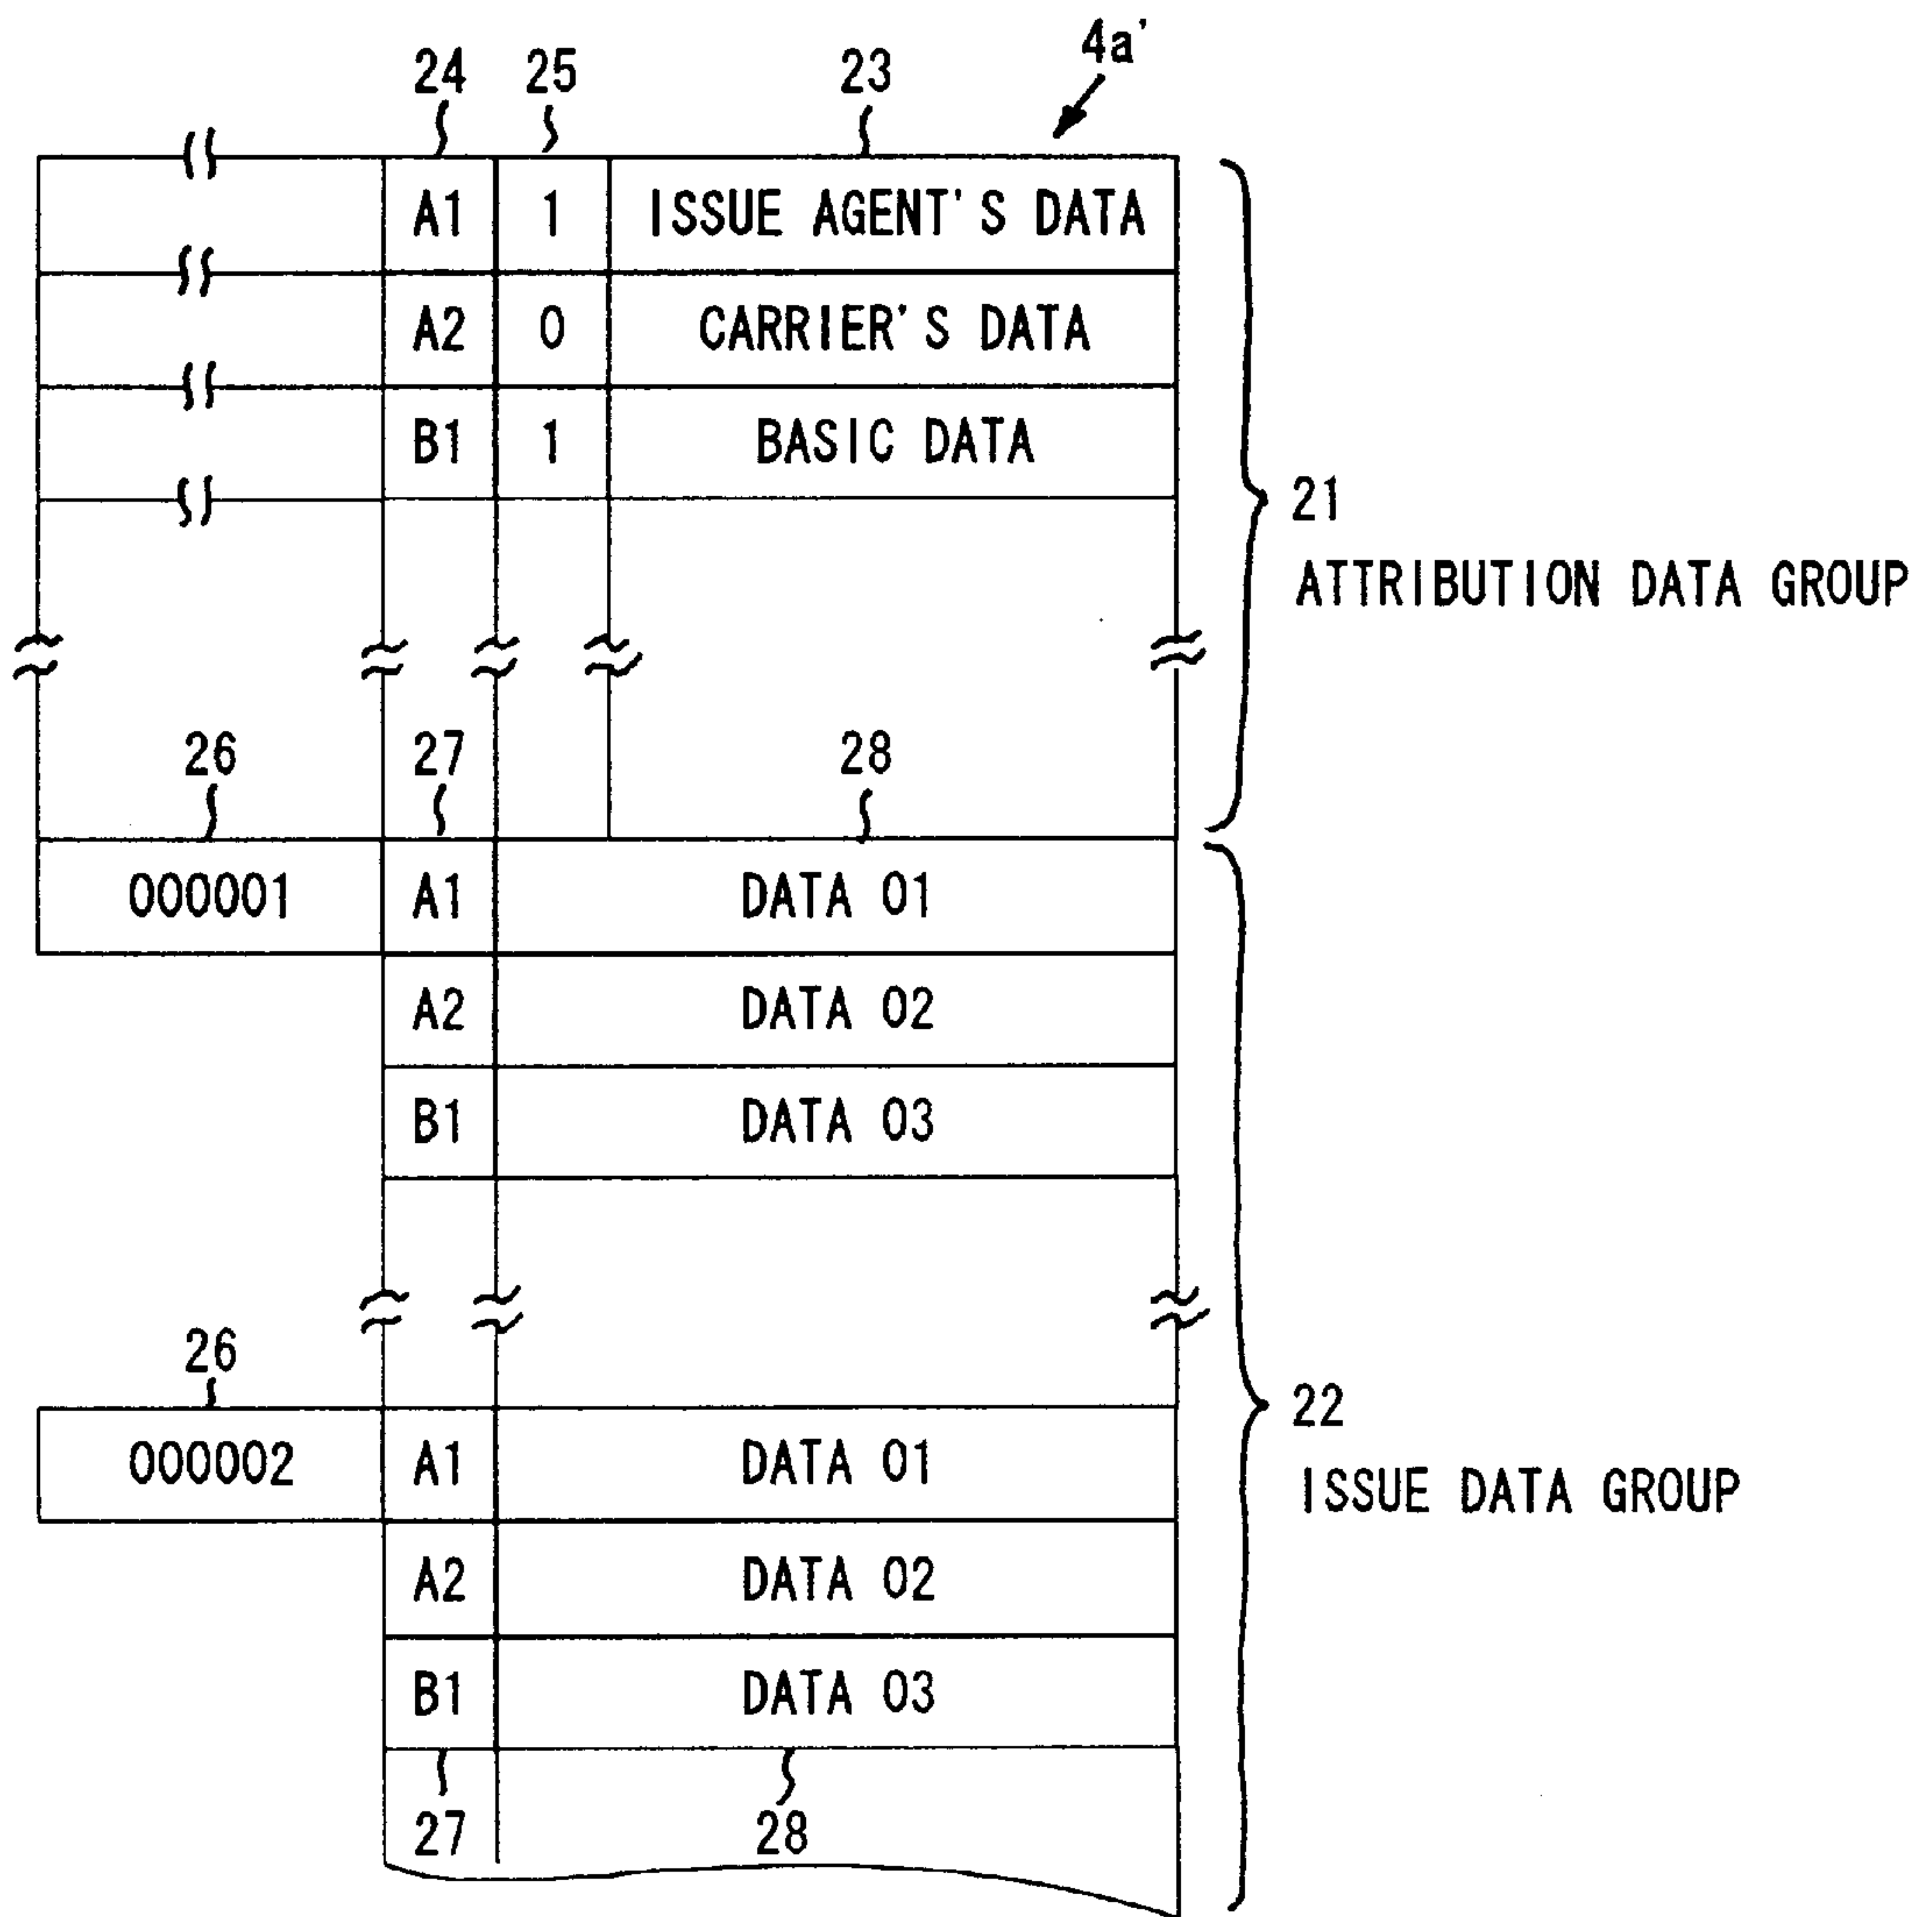 4a'
24 25 23
A1 1 ISSUE AGENT'S DATA
A2 0 CARRIER'S DATA
B1 1 BASIC DATA
21
ATTRIBUTION DATA GROUP
26 27 28
000001 A1 DATA 01
A2 DATA 02
B1 DATA 03
26
22
000002 A1 DATA 01
ISSUE DATA GROUP
A2 DATA 02
B1 DATA 03
27 28